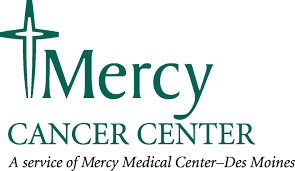 Mercy
CANCER CENTER
A service of Mercy Medical Center–Des Moines